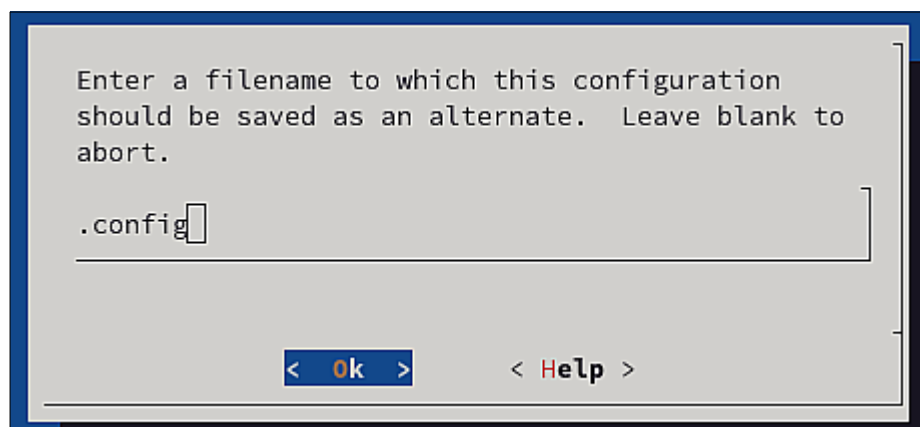 Enter a filename to which this configuration
should be saved as an alternate.  Leave blank to
abort.
.config
<  Ok  > < Help >